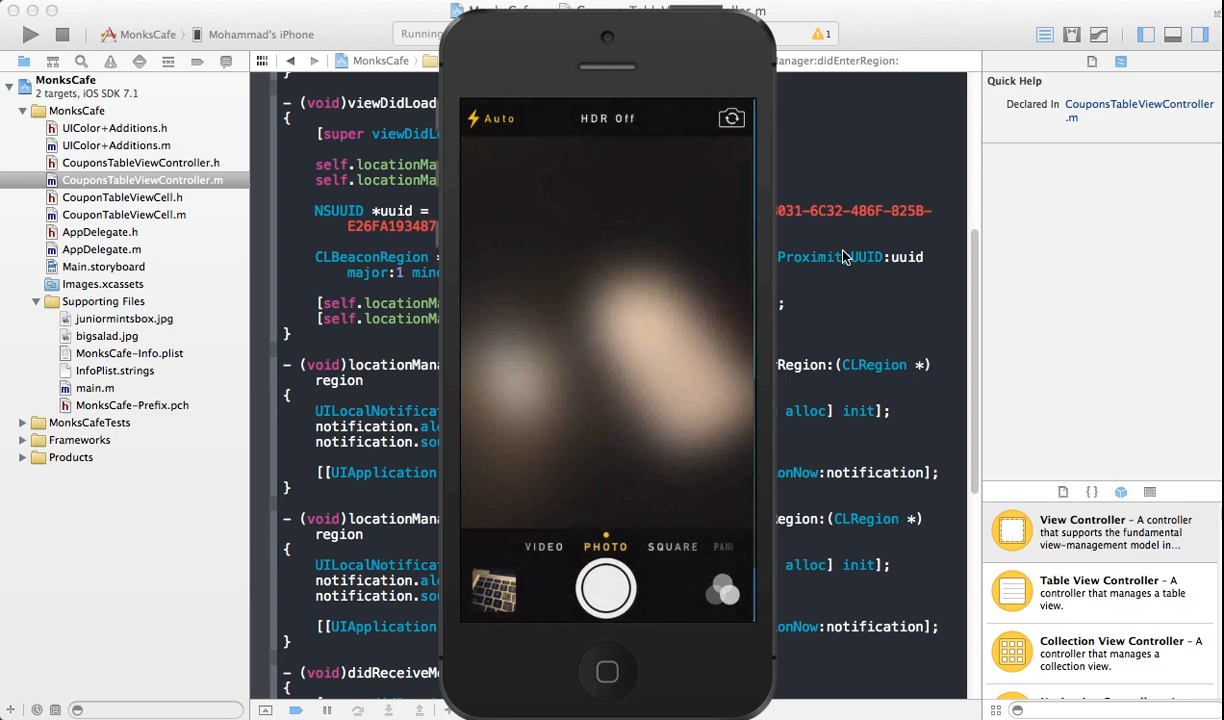 MonksCafe
Mohammad's iPhone
Running
1
MonksCafe
Manager:didEnterRegion:
MonksCafe
2 targets, iOS SDK 7.1
MonksCafe
UIColor+Additions.h
UIColor+Additions.m
CouponsTableViewController.h
CouponsTableViewController.m
CouponTableViewCell.h
CouponTableViewCell.m
AppDelegate.h
AppDelegate.m
Main.storyboard
Images.xcassets
Supporting Files
juniormintsbox.jpg
bigsalad.jpg
MonksCafe-Info.plist
InfoPlist.strings
main.m
MonksCafe-Prefix.pch
MonksCafeTests
Frameworks
Products
}
- (void)viewDidLoad
{
[super viewDidL
self.locationMa
self.locationMa
NSUUID *uuid = 031-6C32-486F-825B-
E26FA193487
CLBeaconRegion * Proximit UUID:uuid
major:1 mino
[self.locationMa ;
[self.locationMa
}
- (void)locationMana Region:(CLRegion *)
region
{
UILocalNotifica alloc] init];
notification.al
notification.so
[[UIApplication onNow:notification];
}
- (void)locationMana egion:(CLRegion *)
region
{
UILocalNotifica alloc] init];
notification.al
notification.so
[[UIApplication onNow:notification];
}
- (void)didReceiveMe
{
Auto
HDR Off
VIDEO PHOTO SQUARE PANO
Quick Help
Declared In CouponsTableViewController
.m
View Controller - A controller
that supports the fundamental
view-management model in...
Table View Controller - A
controller that manages a table
view.
Collection View Controller - A
controller that manages a
collection view.